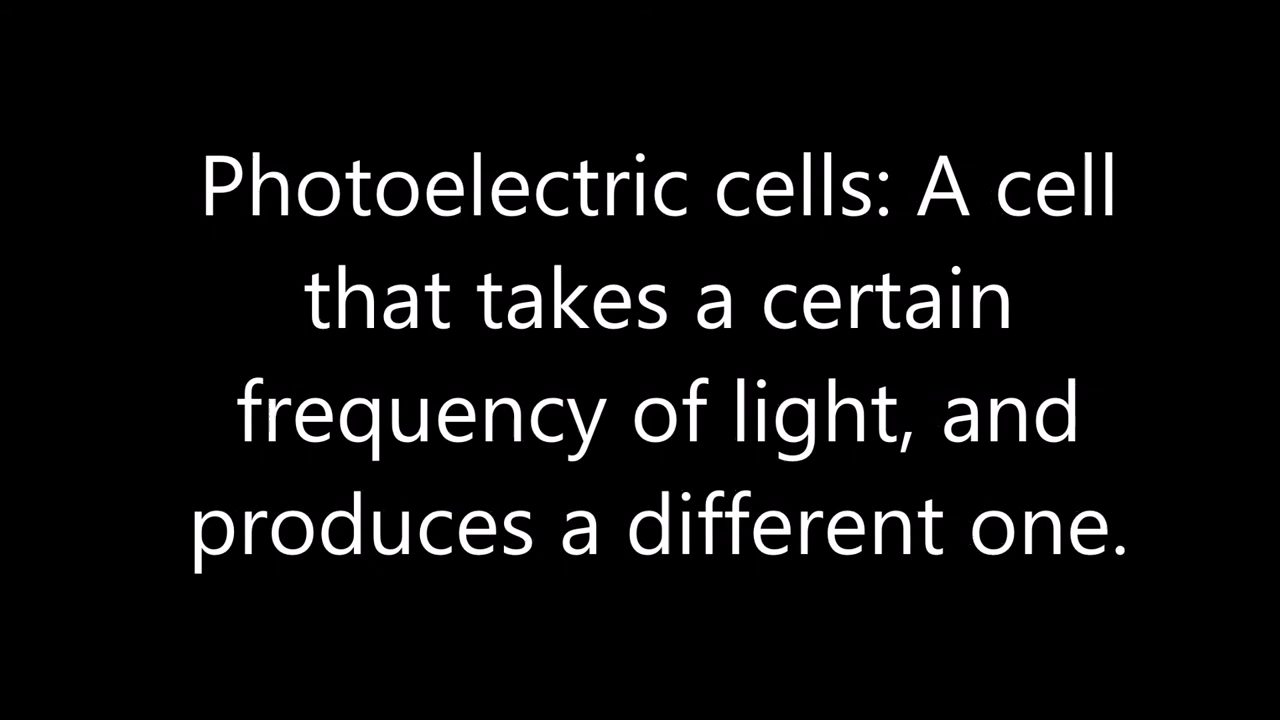 Photoelectric cells: A cell
that takes a certain
frequency of light, and
produces a different one.